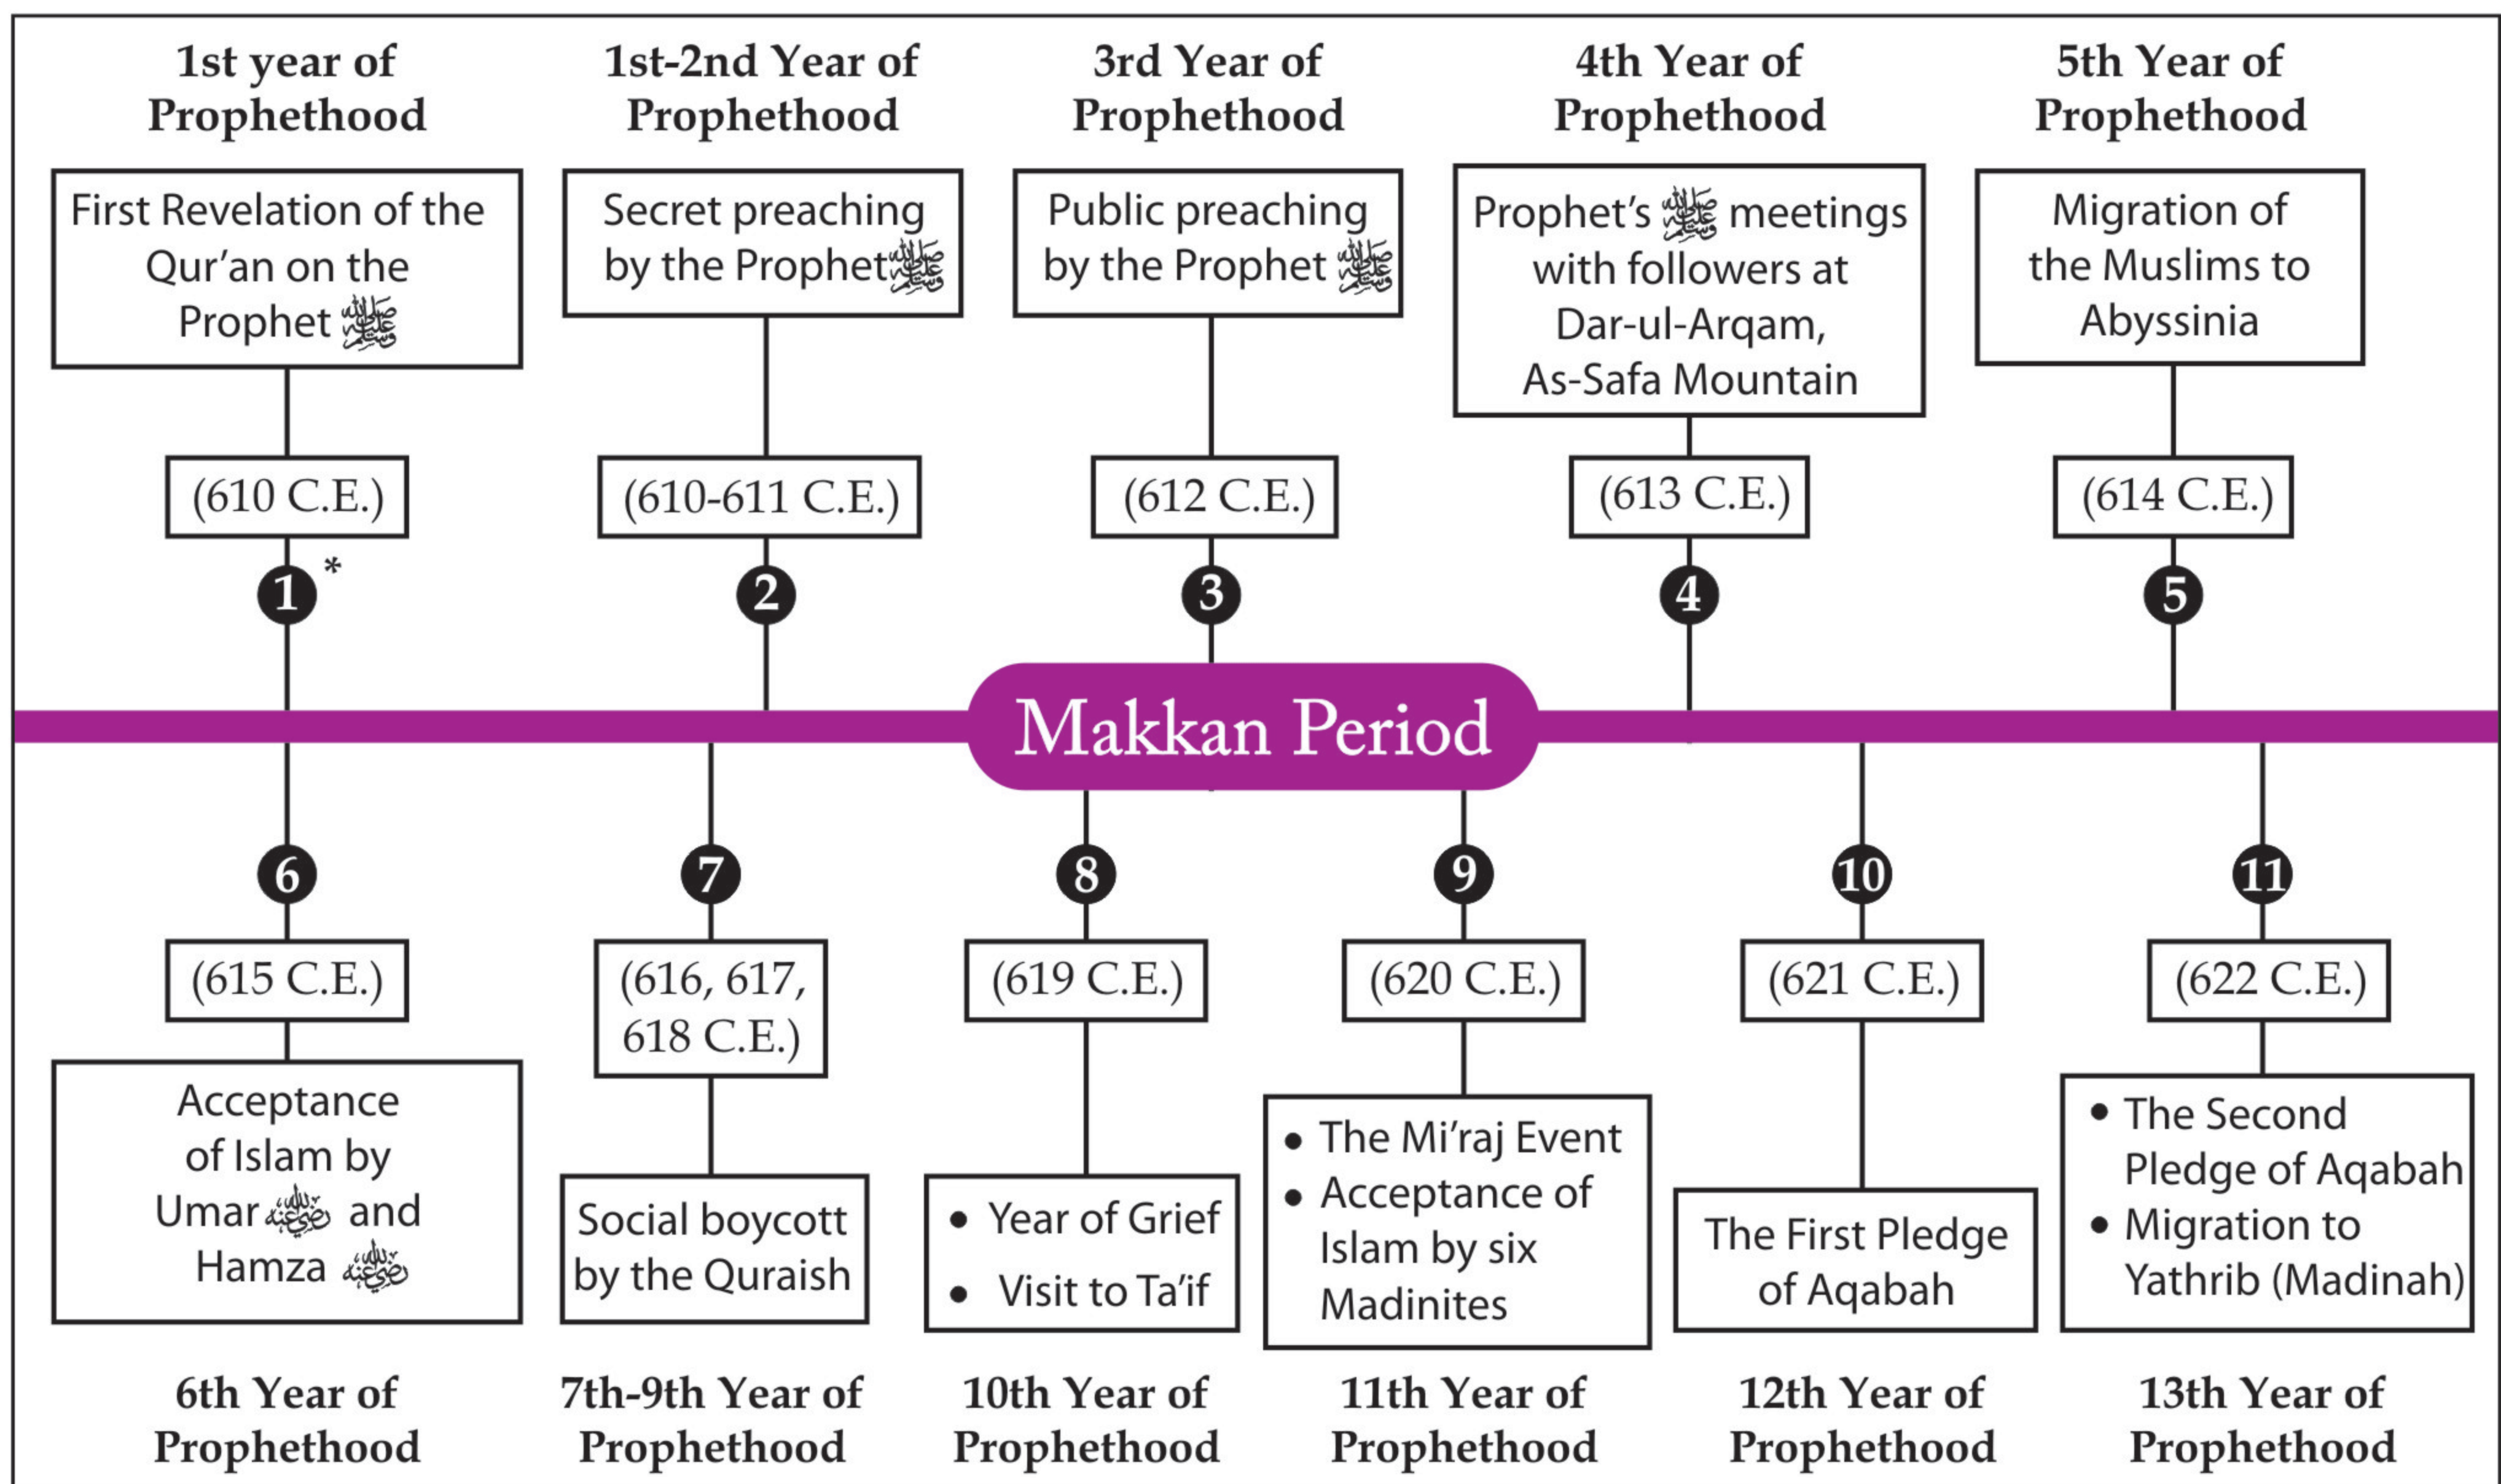 1st year of
Prophethood
First Revelation of the
Qur’an on the
Prophet ﷺ
(610 C.E.)
1 *
1st-2nd Year of
Prophethood
Secret preaching
by the Prophetﷺ
(610-611 C.E.)
2
3rd Year of
Prophethood
Public preaching
by the Prophet ﷺ
(612 C.E.)
3
4th Year of
Prophethood
Prophet’s ﷺ meetings
with followers at
Dar-ul-Arqam,
As-Safa Mountain
(613 C.E.)
4
5th Year of
Prophethood
Migration of
the Muslims to
Abyssinia
(614 C.E.)
5
Makkan Period
6
(615 C.E.)
Acceptance
of Islam by
Umar رضي الله عنه and
Hamza رضي الله عنه
6th Year of
Prophethood
7
(616, 617,
618 C.E.)
Social boycott
by the Quraish
7th-9th Year of
Prophethood
8
(619 C.E.)
• Year of Grief
• Visit to Ta’if
10th Year of
Prophethood
9
(620 C.E.)
• The Mi’raj Event
• Acceptance of
Islam by six
Madinites
11th Year of
Prophethood
10
(621 C.E.)
The First Pledge
of Aqabah
12th Year of
Prophethood
11
(622 C.E.)
• The Second
Pledge of Aqabah
• Migration to
Yathrib (Madinah)
13th Year of
Prophethood